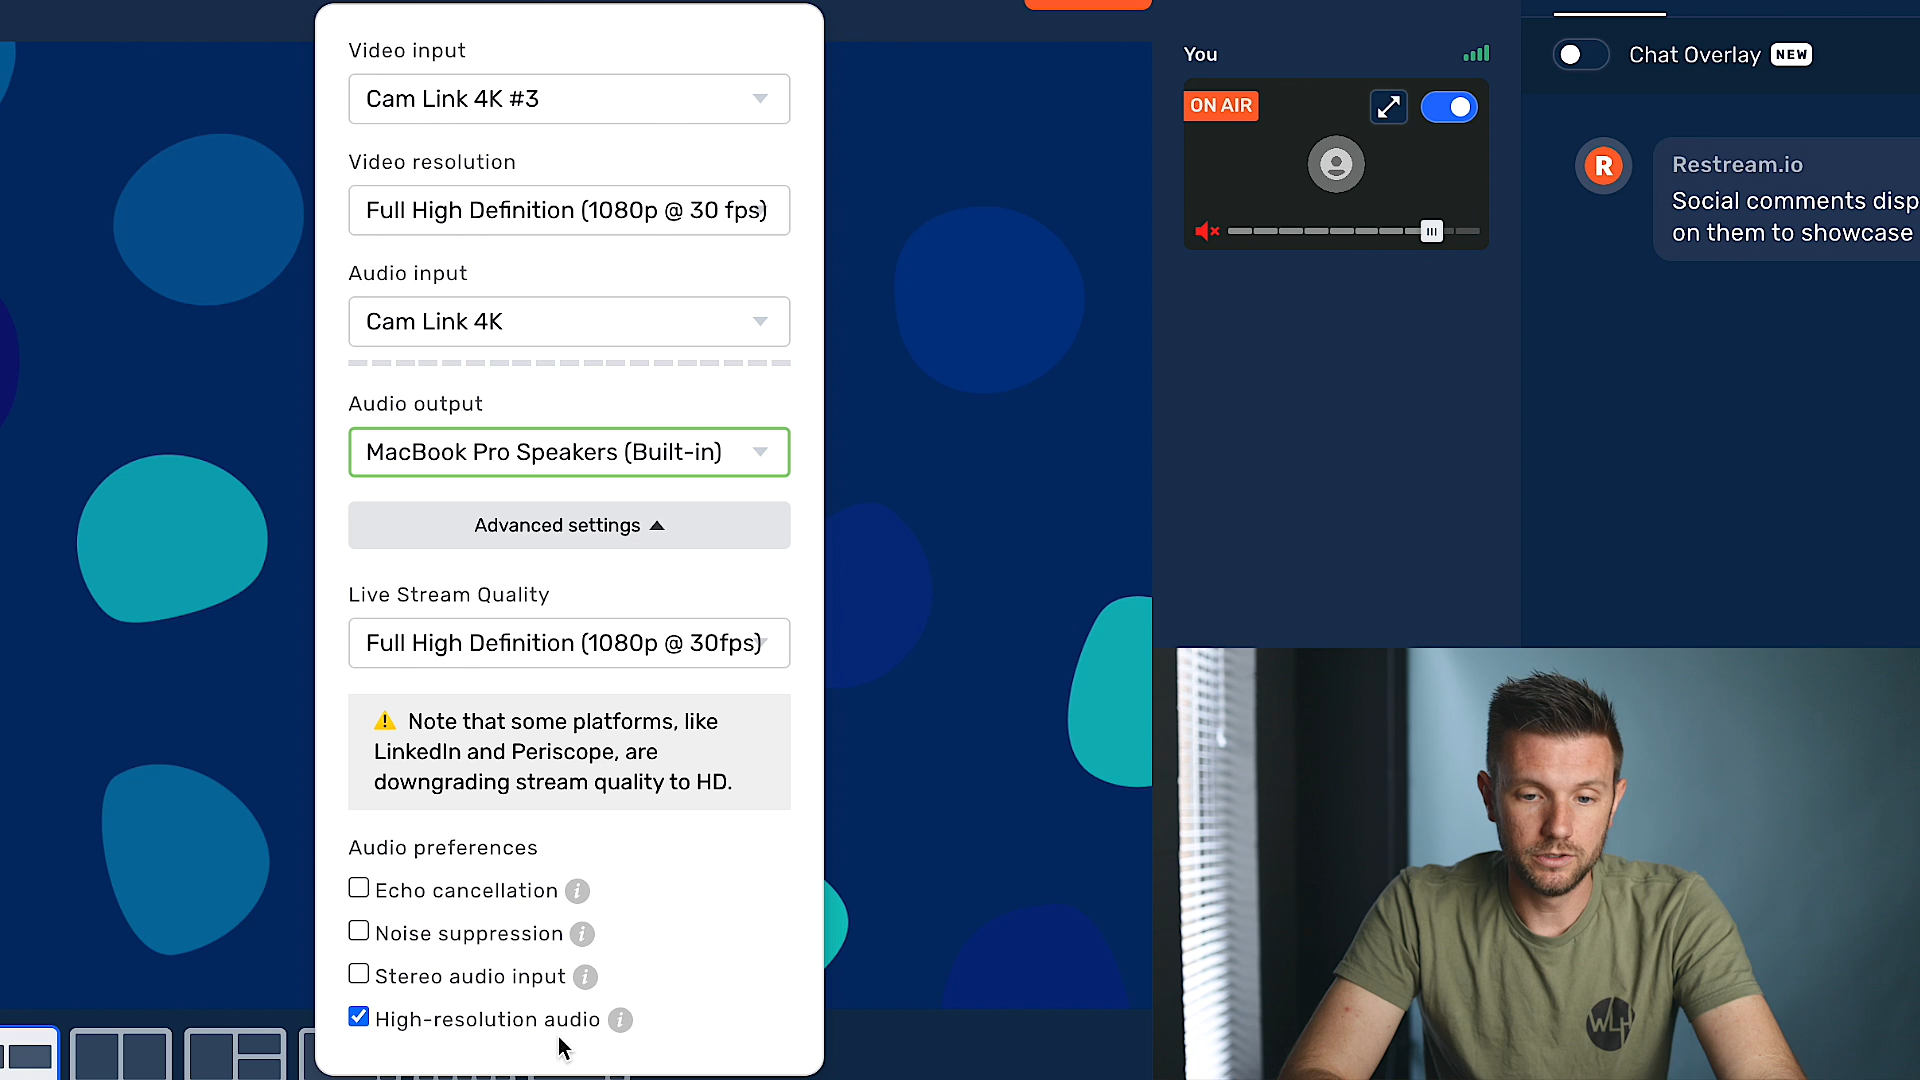 Video input
Cam Link 4K #3
Video resolution
Full High Definition (1080p @ 30 fps)
Audio input
Cam Link 4K
Audio output
MacBook Pro Speakers (Built-in)
Advanced settings
Live Stream Quality
Full High Definition (1080p @ 30fps)
Note that some platforms, like
LinkedIn and Periscope, are
downgrading stream quality to HD.
Audio preferences
Echo cancellation
Noise suppression
Stereo audio input
High-resolution audio
You
ON AIR
Chat Overlay NEW
R
Restream.io
Social comments disp
on them to showcase
WLH